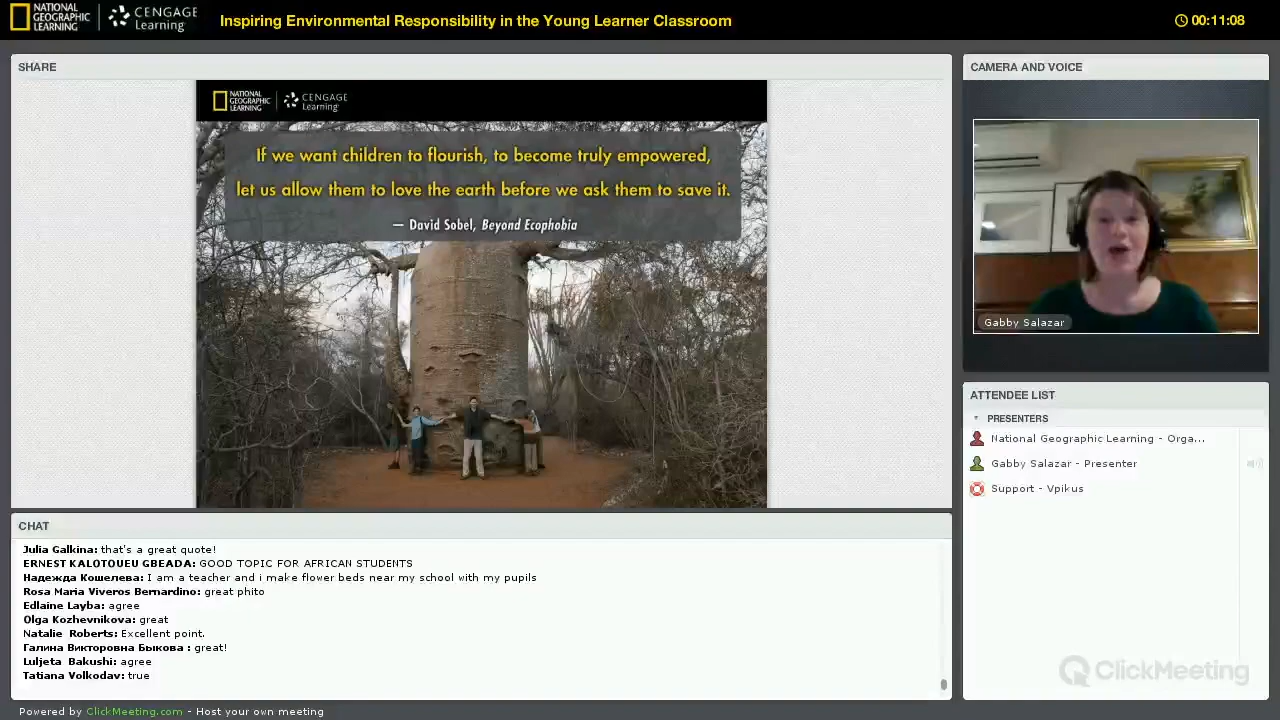 NATIONAL
GEOGRAPHIC
LEARNING
CENGAGE
Learning
Inspiring Environmental Responsibility in the Young Learner Classroom
00:11:08
SHARE
NATIONAL
GEOGRAPHIC
LEARNING
CENGAGE
Learning
If we want children to flourish, to become truly empowered,
let us allow them to love the earth before we ask them to save it.
— David Sobel, Beyond Ecophobia
CAMERA AND VOICE
Gabby Salazar
ATTENDEE LIST
PRESENTERS
National Geographic Learning - Orga...
Gabby Salazar - Presenter
Support - Vpikus
CHAT
Julia Galkina: that's a great quote!
ERNEST KALOTOUEU GBEADA: GOOD TOPIC FOR AFRICAN STUDENTS
Надежда Кошелева: I am a teacher and i make flower beds near my school with my pupils
Rosa Maria Viveros Bernardino: great phito
Edlaine Layba: agree
Olga Kozhevnikova: great
Natalie Roberts: Excellent point.
Галина Викторовна Быкова : great!
Luljeta Bakushi: agree
Tatiana Volkodav: true
ClickMeeting
Powered by ClickMeeting.com - Host your own meeting